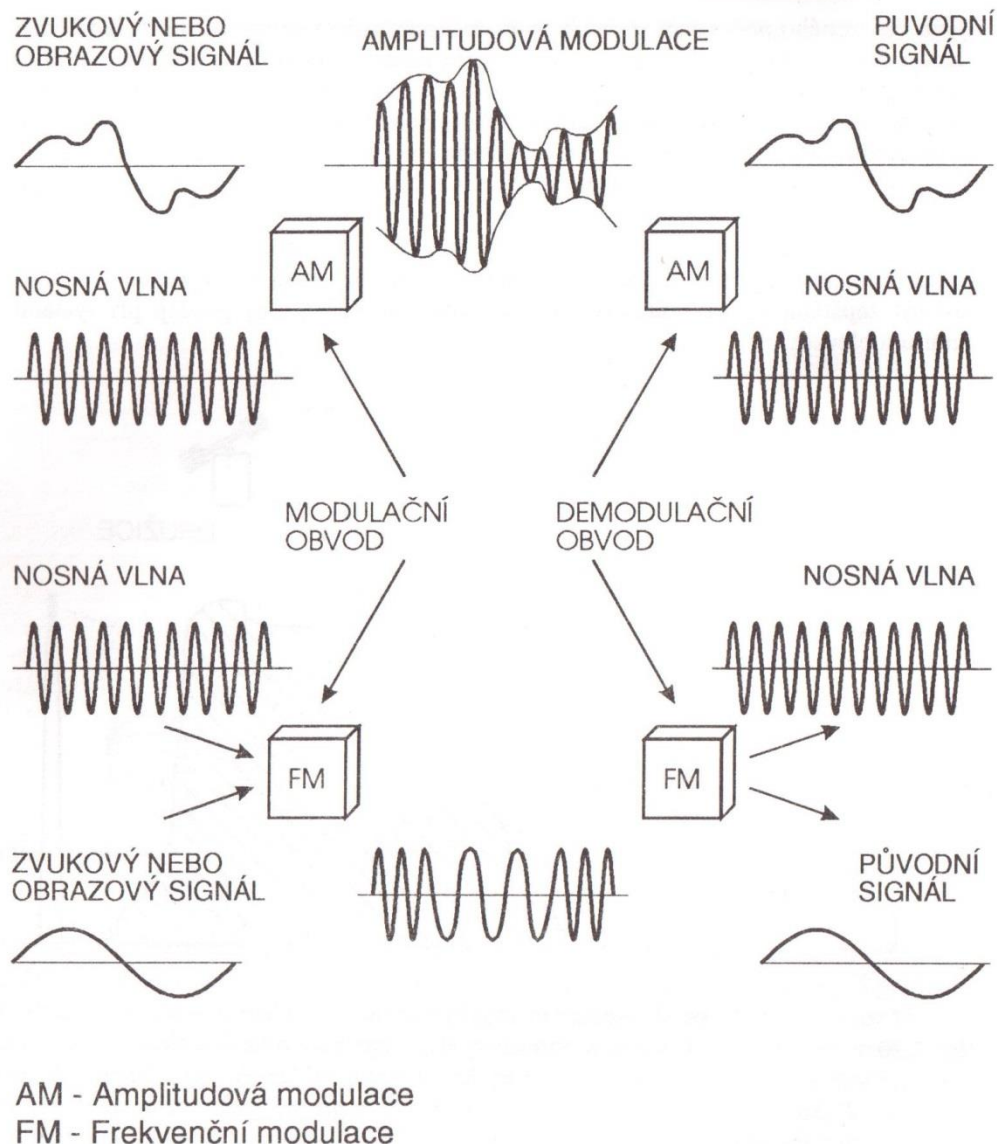 ZVUKOVÝ NEBO
OBRAZOVÝ SIGNÁL
AMPLITUDOVÁ MODULACE
PUVODNÍ
SIGNÁL
AM
AM
NOSNÁ VLNA
NOSNÁ VLNA
MODULAČNÍ
OBVOD
DEMODULAČNÍ
OBVOD
NOSNÁ VLNA
NOSNÁ VLNA
FM
FM
ZVUKOVÝ NEBO
OBRAZOVÝ SIGNÁL
PŮVODNÍ
SIGNÁL
AM - Amplitudová modulace
FM - Frekvenční modulace